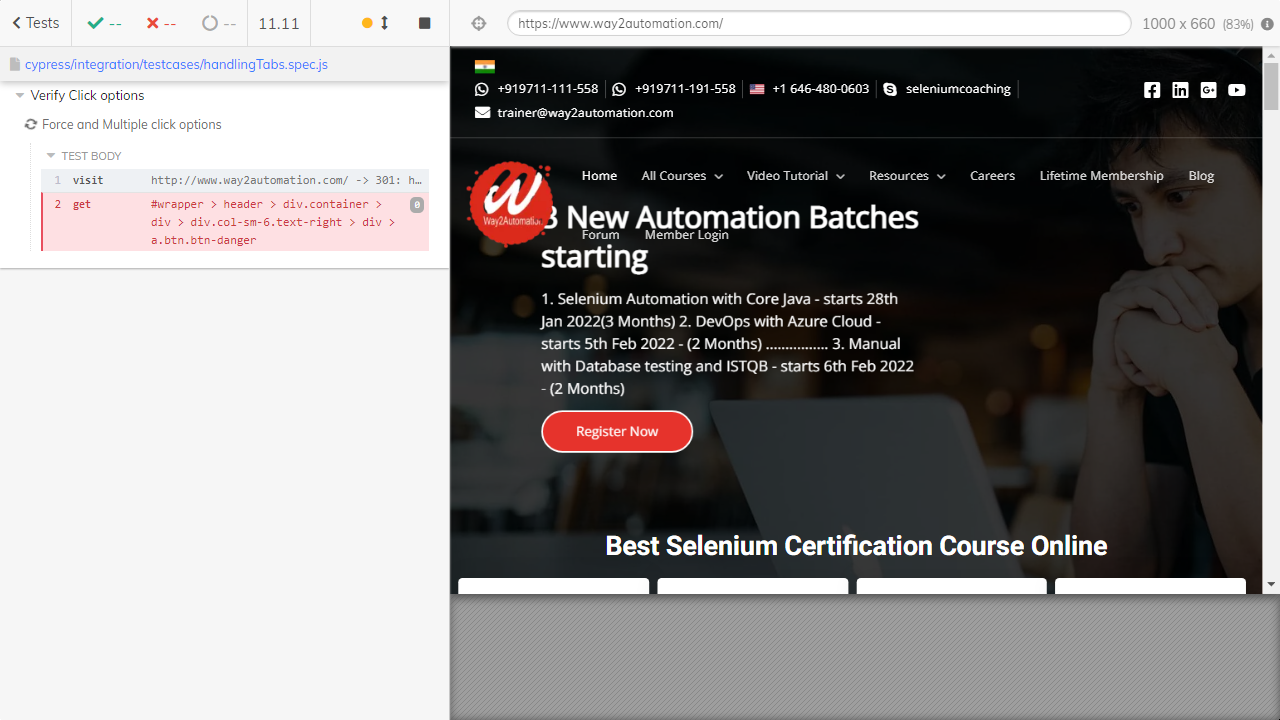 Tests
--
--
--
11.11
https://www.way2automation.com/
1000 x 660 (83%)
cypress/integration/testcases/handlingTabs.spec.js
Verify Click options
Force and Multiple click options
TEST BODY
1 visit http://www.way2automation.com/ -> 301: h…
2 get #wrapper > header > div.container > 0
div > div.col-sm-6.text-right > div >
a.btn.btn-danger
+919711-111-558 +919711-191-558 +1 646-480-0603 seleniumcoaching
trainer@way2automation.com
Way2Automation
Home All Courses Video Tutorial Resources Careers Lifetime Membership Blog
Forum Member Login
3 New Automation Batches
starting
1. Selenium Automation with Core Java - starts 28th
Jan 2022(3 Months) 2. DevOps with Azure Cloud -
starts 5th Feb 2022 - (2 Months) ................ 3. Manual
with Database testing and ISTQB - starts 6th Feb 2022
- (2 Months)
Register Now
Best Selenium Certification Course Online